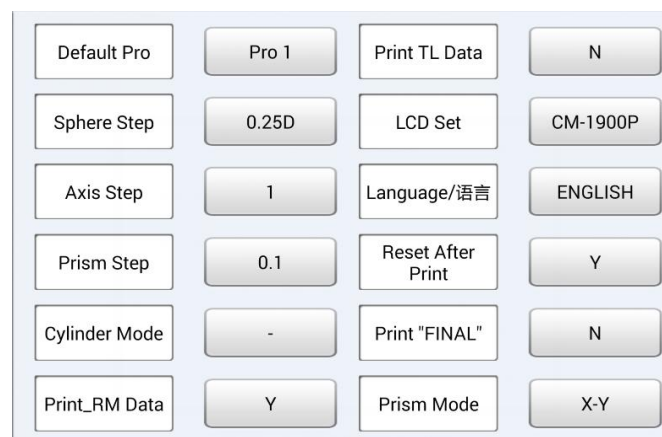 Default Pro Pro 1 Print TL Data N
Sphere Step 0.25D LCD Set CM-1900P
Axis Step 1 Language/语言 ENGLISH
Prism Step 0.1 Reset After
Print Y
Cylinder Mode - Print "FINAL" N
Print_RM Data Y Prism Mode X-Y